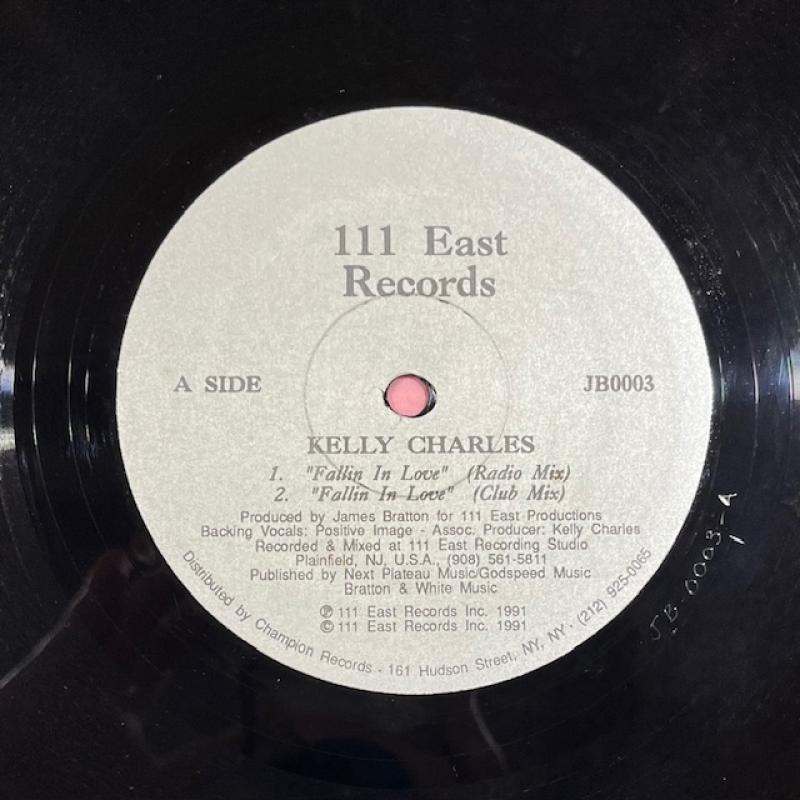 111 East
Records
A SIDE
JB0003
KELLY CHARLES
1. "Fallin In Love" (Radio Mix)
2. "Fallin In Love" (Club Mix)
Produced by James Bratton for 111 East Productions
Backing Vocals: Positive Image - Assoc. Producer: Kelly Charles
Recorded & Mixed at 111 East Recording Studio
Plainfield, NJ, U.S.A., (908) 561-5811
Published by Next Plateau Music/Godspeed Music
Bratton & White Music
℗ 111 East Records Inc. 1991
© 111 East Records Inc. 1991
Distributed by Champion Records - 161 Hudson Street, NY, NY - (212) 925-0065
JB-0003-A